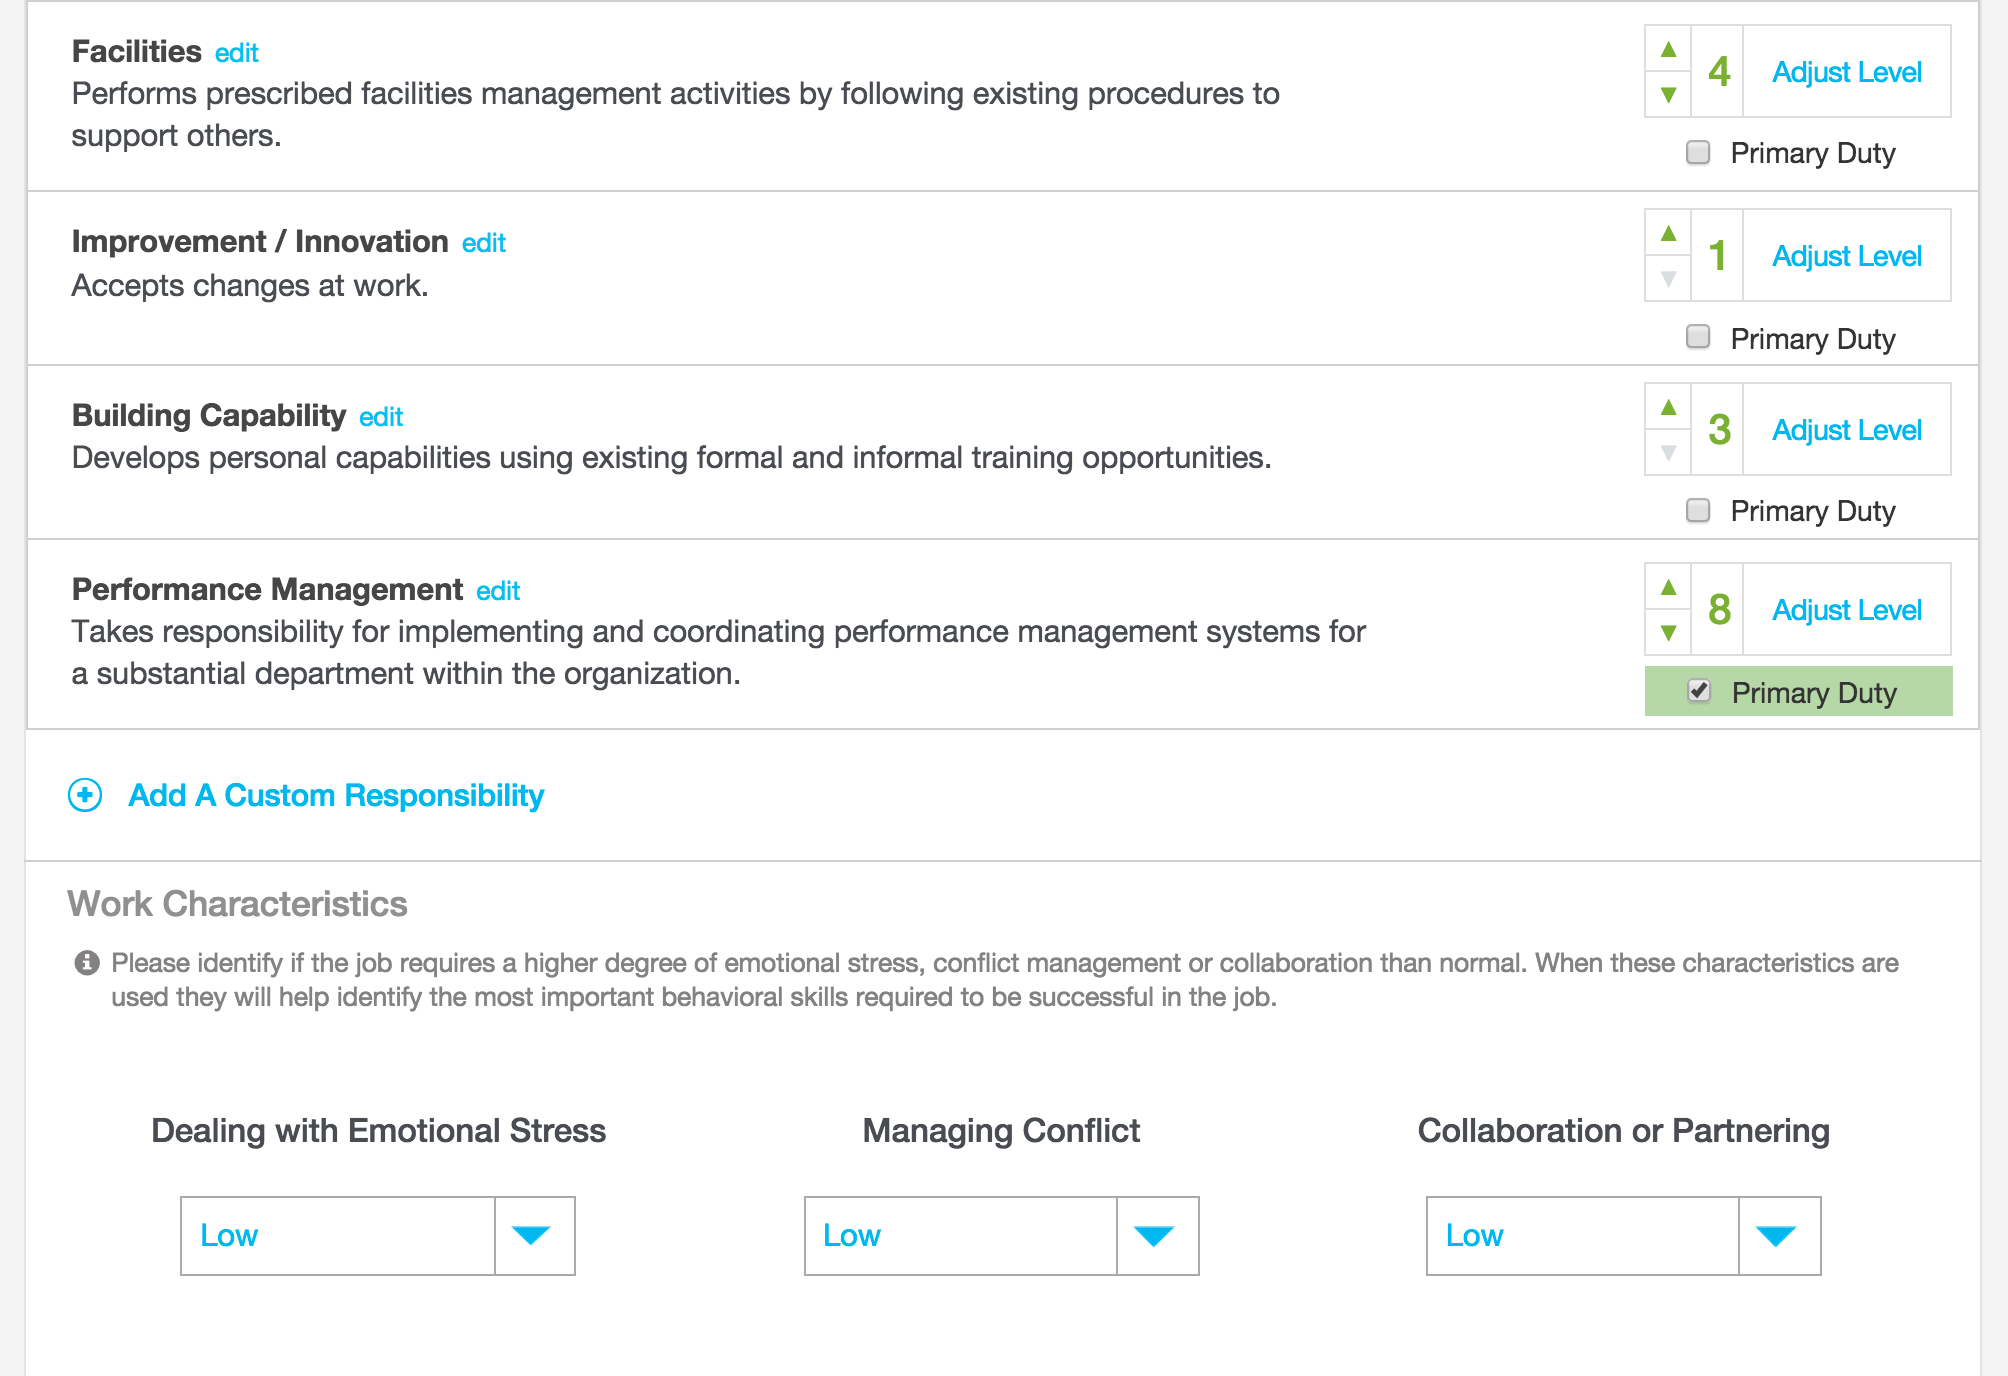 Facilities edit
Performs prescribed facilities management activities by following existing procedures to
support others.
4 Adjust Level
Primary Duty
Improvement / Innovation edit
Accepts changes at work.
1 Adjust Level
Primary Duty
Building Capability edit
Develops personal capabilities using existing formal and informal training opportunities.
3 Adjust Level
Primary Duty
Performance Management edit
Takes responsibility for implementing and coordinating performance management systems for
a substantial department within the organization.
8 Adjust Level
Primary Duty
Add A Custom Responsibility
Work Characteristics
Please identify if the job requires a higher degree of emotional stress, conflict management or collaboration than normal. When these characteristics are
used they will help identify the most important behavioral skills required to be successful in the job.
Dealing with Emotional Stress
Low
Managing Conflict
Low
Collaboration or Partnering
Low